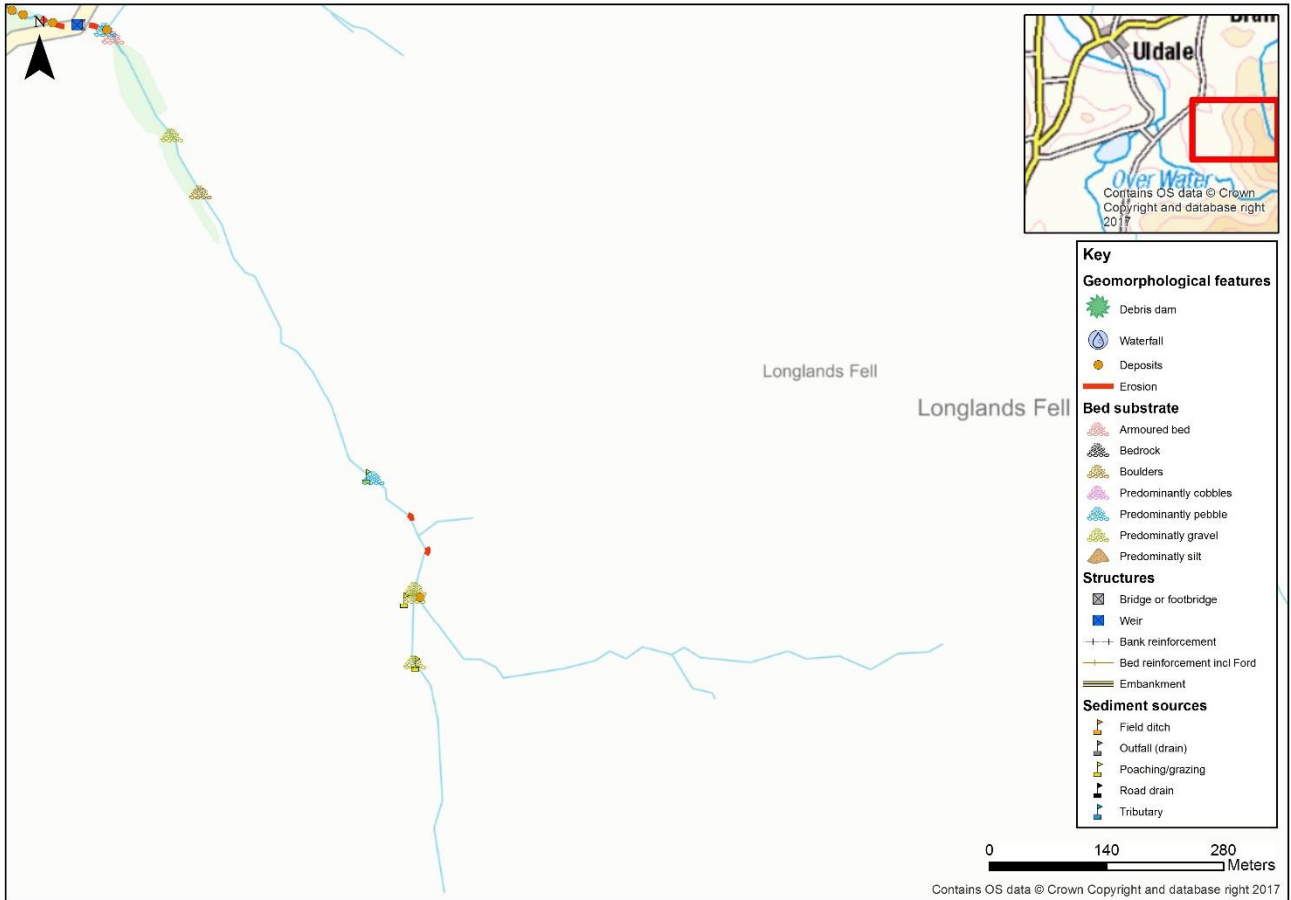 N
Uldale
Over Water
Contains OS data © Crown
Copyright and database right
2017
Longlands Fell
Longlands Fell
Key
Geomorphological features
Debris dam
Waterfall
Deposits
Erosion
Bed substrate
Armoured bed
Bedrock
Boulders
Predominantly cobbles
Predominantly pebble
Predominatly gravel
Predominatly silt
Structures
Bridge or footbridge
Weir
Bank reinforcement
Bed reinforcement incl Ford
Embankment
Sediment sources
Field ditch
Outfall (drain)
Poaching/grazing
Road drain
Tributary
0 140 280
Meters
Contains OS data © Crown Copyright and database right 2017